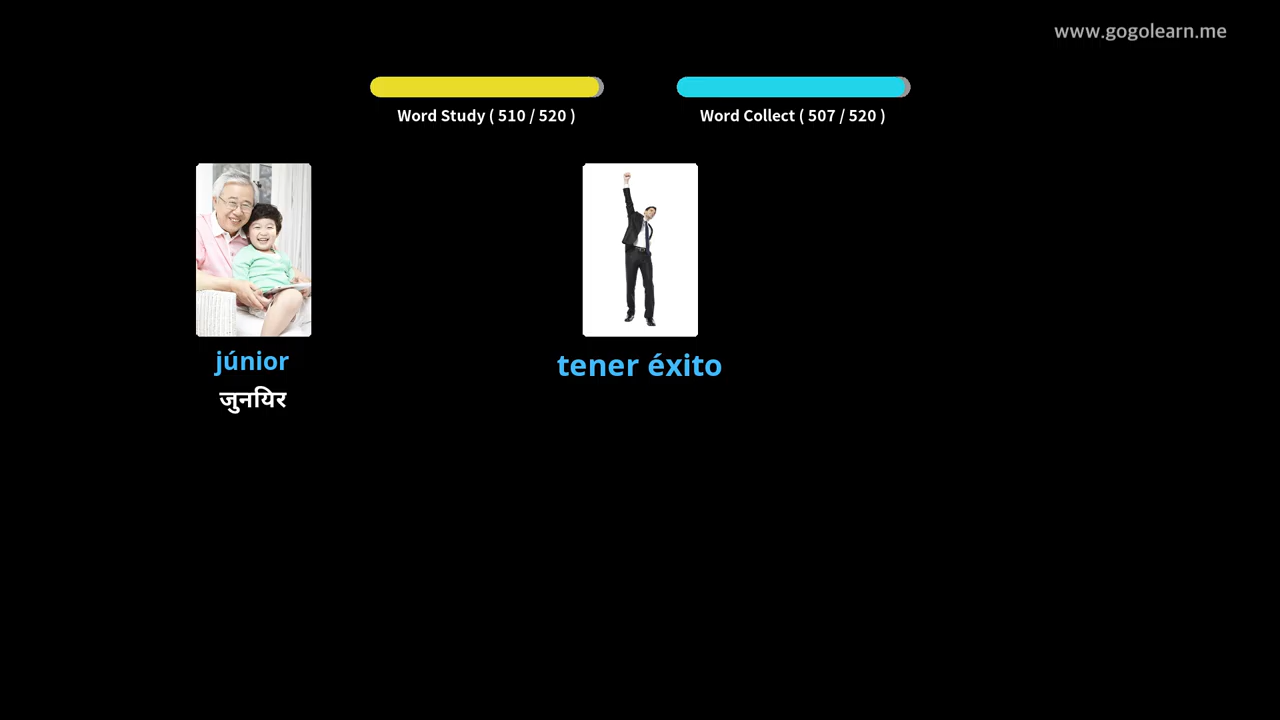 www.gogolearn.me
Word Study ( 510 / 520 )
Word Collect ( 507 / 520 )
júnior
जुनयिर
tener éxito